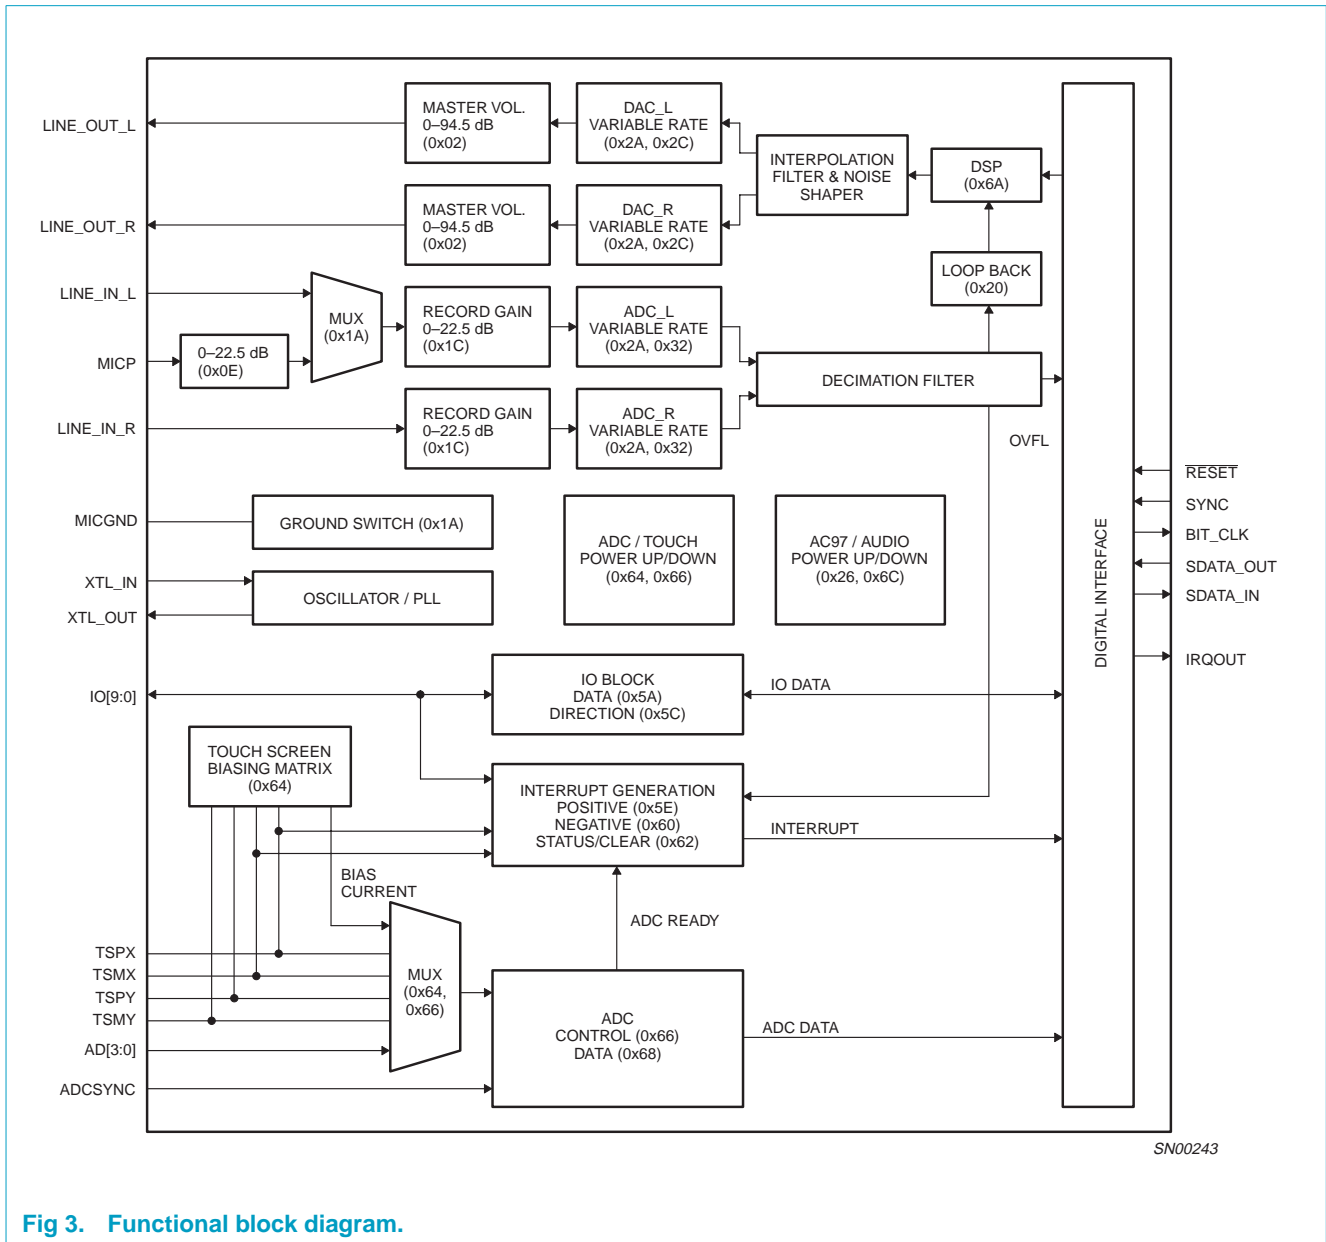 LINE_OUT_L
MASTER VOL.
0–94.5 dB
(0x02)
DAC_L
VARIABLE RATE
(0x2A, 0x2C)
INTERPOLATION
FILTER & NOISE
SHAPER
DSP
(0x6A)
LINE_OUT_R
MASTER VOL.
0–94.5 dB
(0x02)
DAC_R
VARIABLE RATE
(0x2A, 0x2C)
LOOP BACK
(0x20)
LINE_IN_L
MUX
(0x1A)
RECORD GAIN
0–22.5 dB
(0x1C)
ADC_L
VARIABLE RATE
(0x2A, 0x32)
MICP
0–22.5 dB
(0x0E)
DECIMATION FILTER
LINE_IN_R
RECORD GAIN
0–22.5 dB
(0x1C)
ADC_R
VARIABLE RATE
(0x2A, 0x32)
OVFL
MICGND
GROUND SWITCH (0x1A)
ADC / TOUCH
POWER UP/DOWN
(0x64, 0x66)
AC97 / AUDIO
POWER UP/DOWN
(0x26, 0x6C)
XTL_IN
XTL_OUT
OSCILLATOR / PLL
DIGITAL INTERFACE
RESET
SYNC
BIT_CLK
SDATA_OUT
SDATA_IN
IRQOUT
IO[9:0]
IO BLOCK
DATA (0x5A)
DIRECTION (0x5C)
IO DATA
TOUCH SCREEN
BIASING MATRIX
(0x64)
INTERRUPT GENERATION
POSITIVE (0x5E)
NEGATIVE (0x60)
STATUS/CLEAR (0x62)
INTERRUPT
BIAS
CURRENT
ADC READY
TSPX
TSMX
TSPY
TSMY
AD[3:0]
ADCSYNC
MUX
(0x64,
0x66)
ADC
CONTROL (0x66)
DATA (0x68)
ADC DATA
SN00243
Fig 3. Functional block diagram.